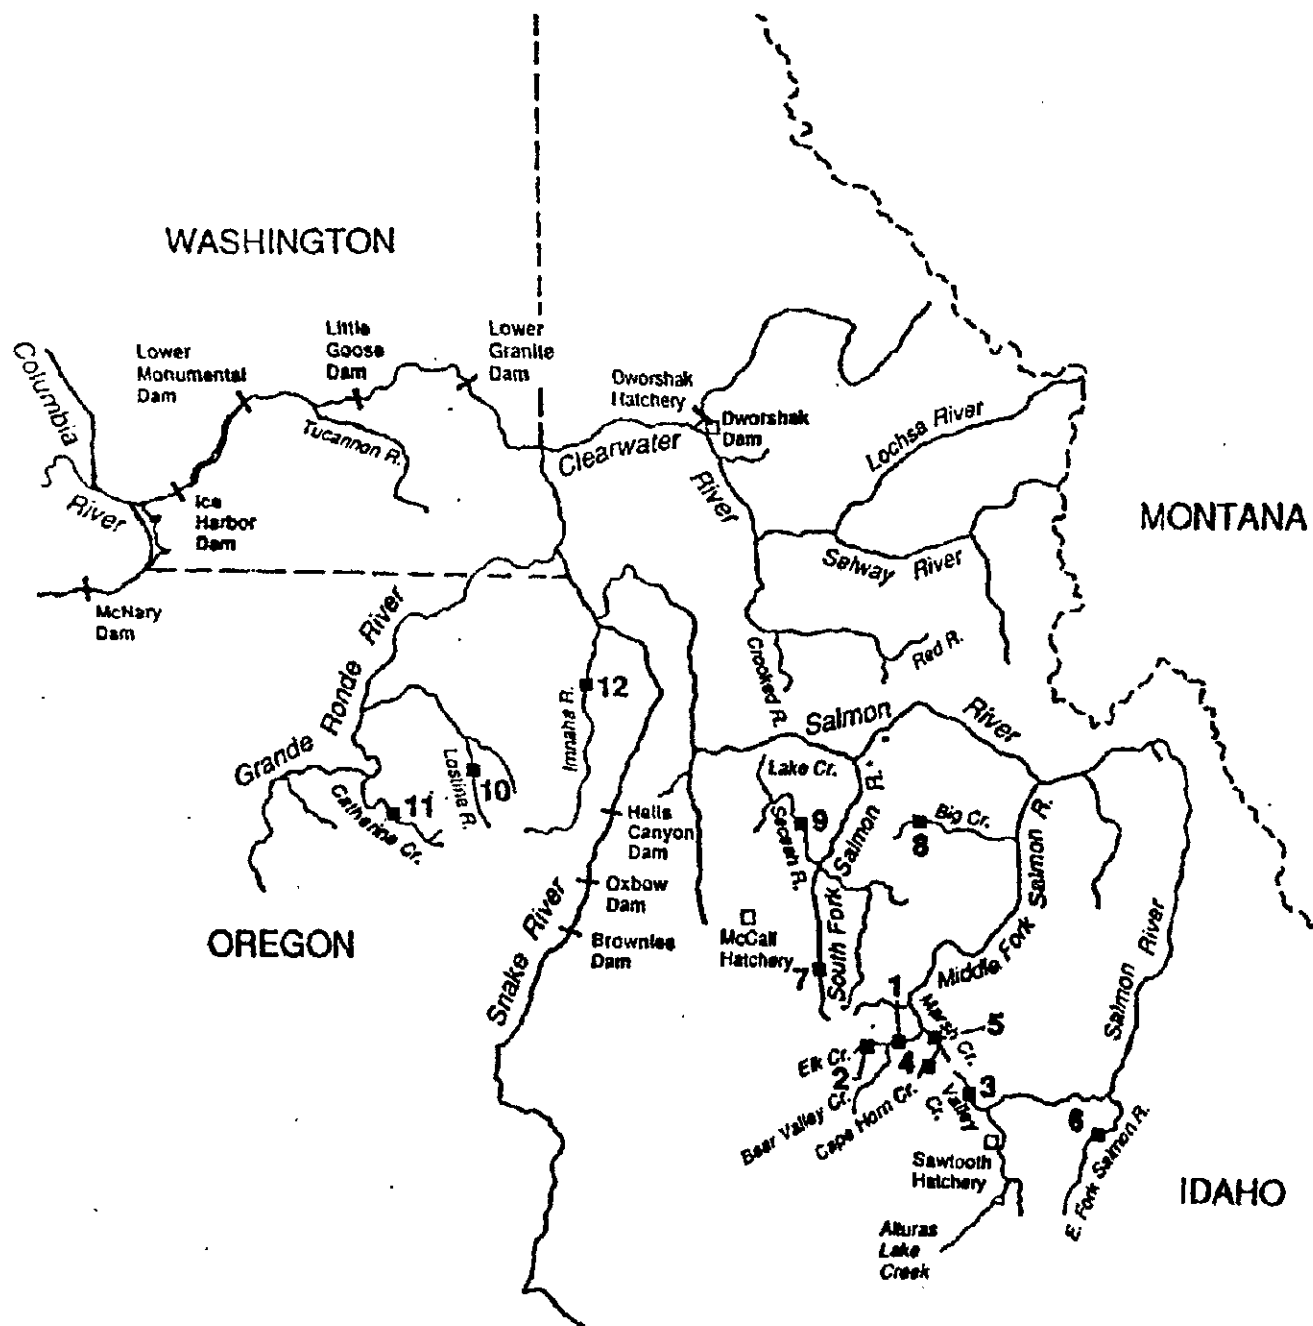 WASHINGTON
MONTANA
OREGON
IDAHO
Columbia
River
Lower
Monumental
Dam
Little
Goose
Dam
Lower
Granite
Dam
Dworshak
Hatchery
Dworshak
Dam
Tucannon R.
Ice
Harbor
Dam
McNary
Dam
Clearwater
River
Lochsa River
Selway River
Crooked R.
Red R.
Grande Ronde River
Catherine Cr.
11
Lostine R.
10
Imnaha R.
12
Hells
Canyon
Dam
Oxbow
Dam
Brownlee
Dam
Snake River
Salmon River
Lake Cr.
Secesh R.
9
South Fork Salmon R.
Big Cr.
8
Middle Fork Salmon R.
Salmon River
McCall
Hatchery
7
1
Marsh Cr.
5
Elk Cr.
2
4
Bear Valley Cr.
Cape Horn Cr.
Valley
Cr.
3
6
E. Fork Salmon R.
Sawtooth
Hatchery
Alturas
Lake
Creek